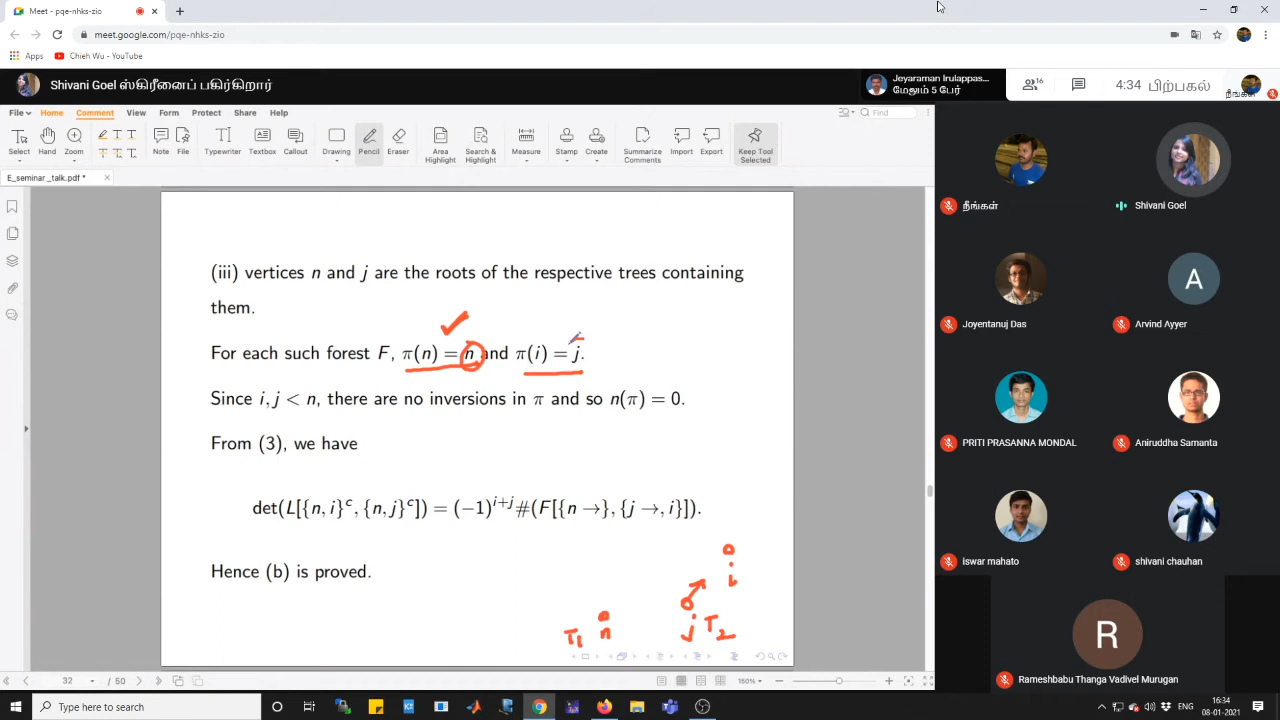 Meet - pqe-nhks-zio
meet.google.com/pqe-nhks-zio
Apps
Chieh Wu - YouTube
Shivani Goel ஸ்கிரீனைப் பகிர்கிறார்
Jeyaraman Irulappas...
மேலும் 5 பேர்
16
4:34 பிற்பகல்
நீங்கள்
File Home Comment View Form Protect Share Help
Find
Select Hand Zoom Note File Typewriter Textbox Callout Drawing Pencil Eraser Area Highlight Search & Highlight Measure Stamp Create Summarize Comments Import Export Keep Tool Selected
E_seminar _talk.pdf *
(iii) vertices n and j are the roots of the respective trees containing
them.
For each such forest F, π(n) = n and π(i) = j.
Since i, j < n, there are no inversions in π and so n(π) = 0.
From (3), we have
det(L[{n, i}ᶜ, {n, j}ᶜ]) = (−1)ⁱ⁺ʲ#(F[{n →}, {j →, i}]).
Hence (b) is proved.
i
T₁ n j T₂
நீங்கள்
Shivani Goel
Joyentanuj Das
A
Arvind Ayyer
PRITI PRASANNA MONDAL
Aniruddha Samanta
iswar mahato
shivani chauhan
R
Rameshbabu Thanga Vadivel Murugan
32 / 50
150%
Type here to search
ENG
16:34
08-01-2021